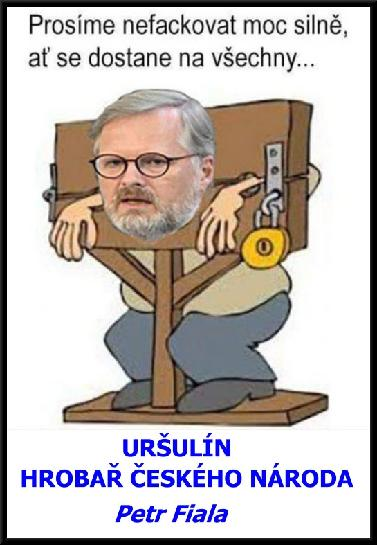 Prosíme nefackovat moc silně,
ať se dostane na všechny...
URŠULÍN
HROBAŘ ČESKÉHO NÁRODA
Petr Fiala